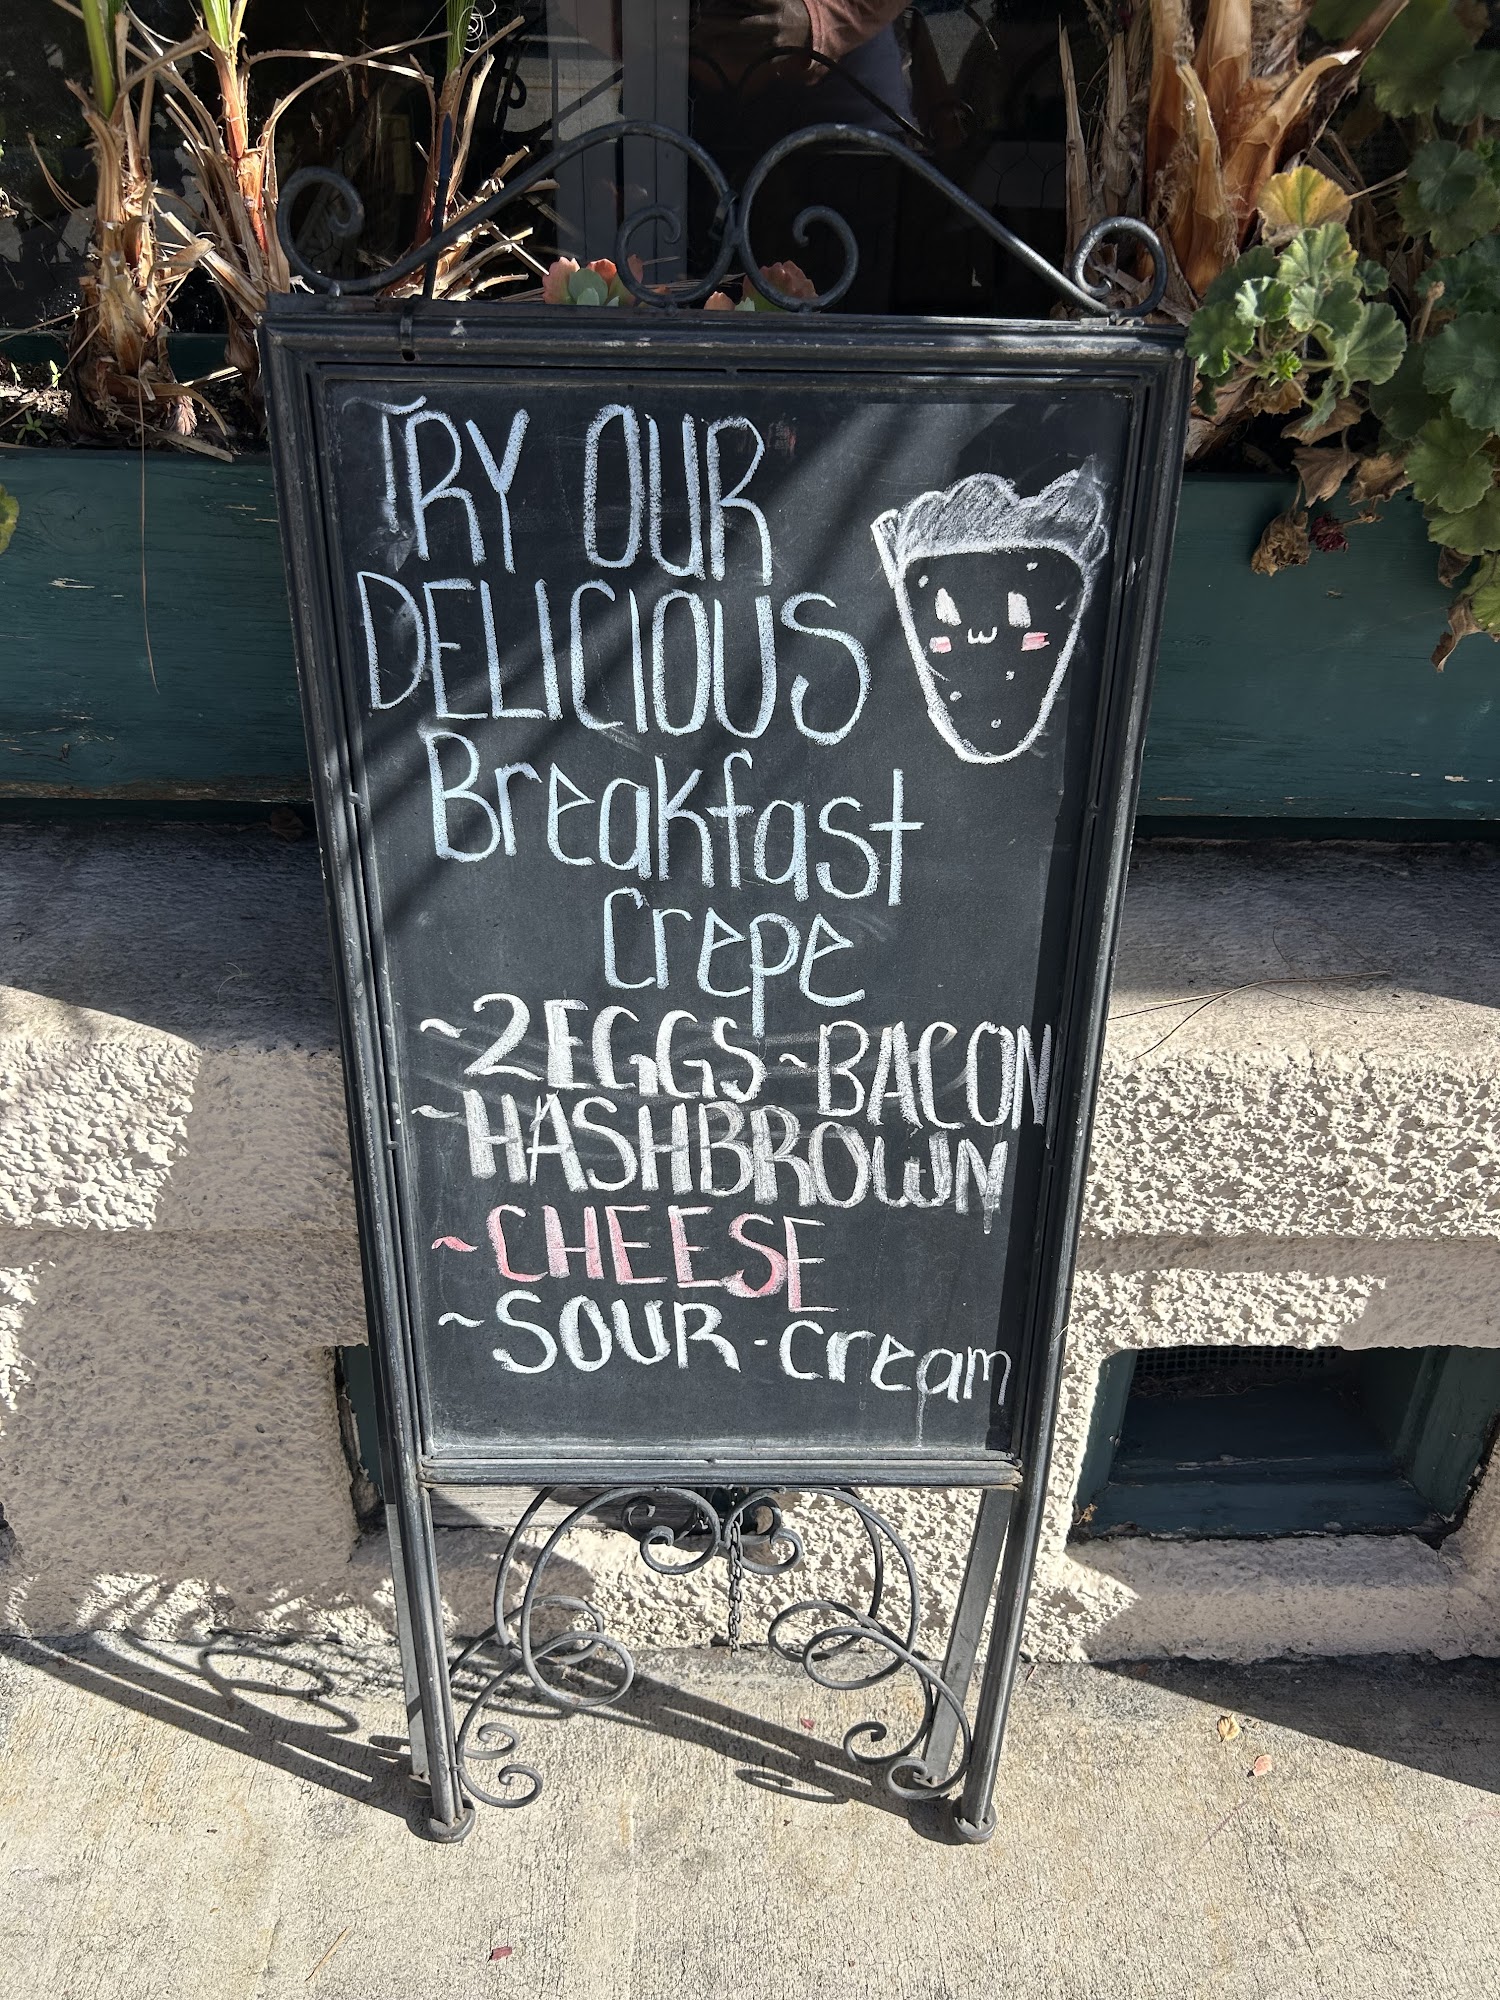 TRY OUR
DELICIOUS
Breakfast
Crepe
~2EGGS ~BACON
~HASHBROWN
~CHEESE
~SOUR-cream